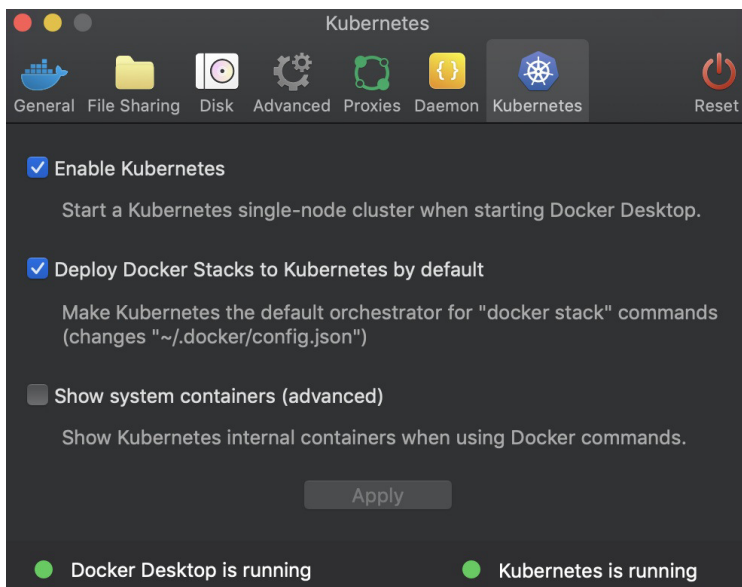 Kubernetes
General File Sharing Disk Advanced Proxies Daemon Kubernetes Reset
Enable Kubernetes
Start a Kubernetes single-node cluster when starting Docker Desktop.
Deploy Docker Stacks to Kubernetes by default
Make Kubernetes the default orchestrator for "docker stack" commands
(changes "~/.docker/config.json")
Show system containers (advanced)
Show Kubernetes internal containers when using Docker commands.
Apply
Docker Desktop is running Kubernetes is running